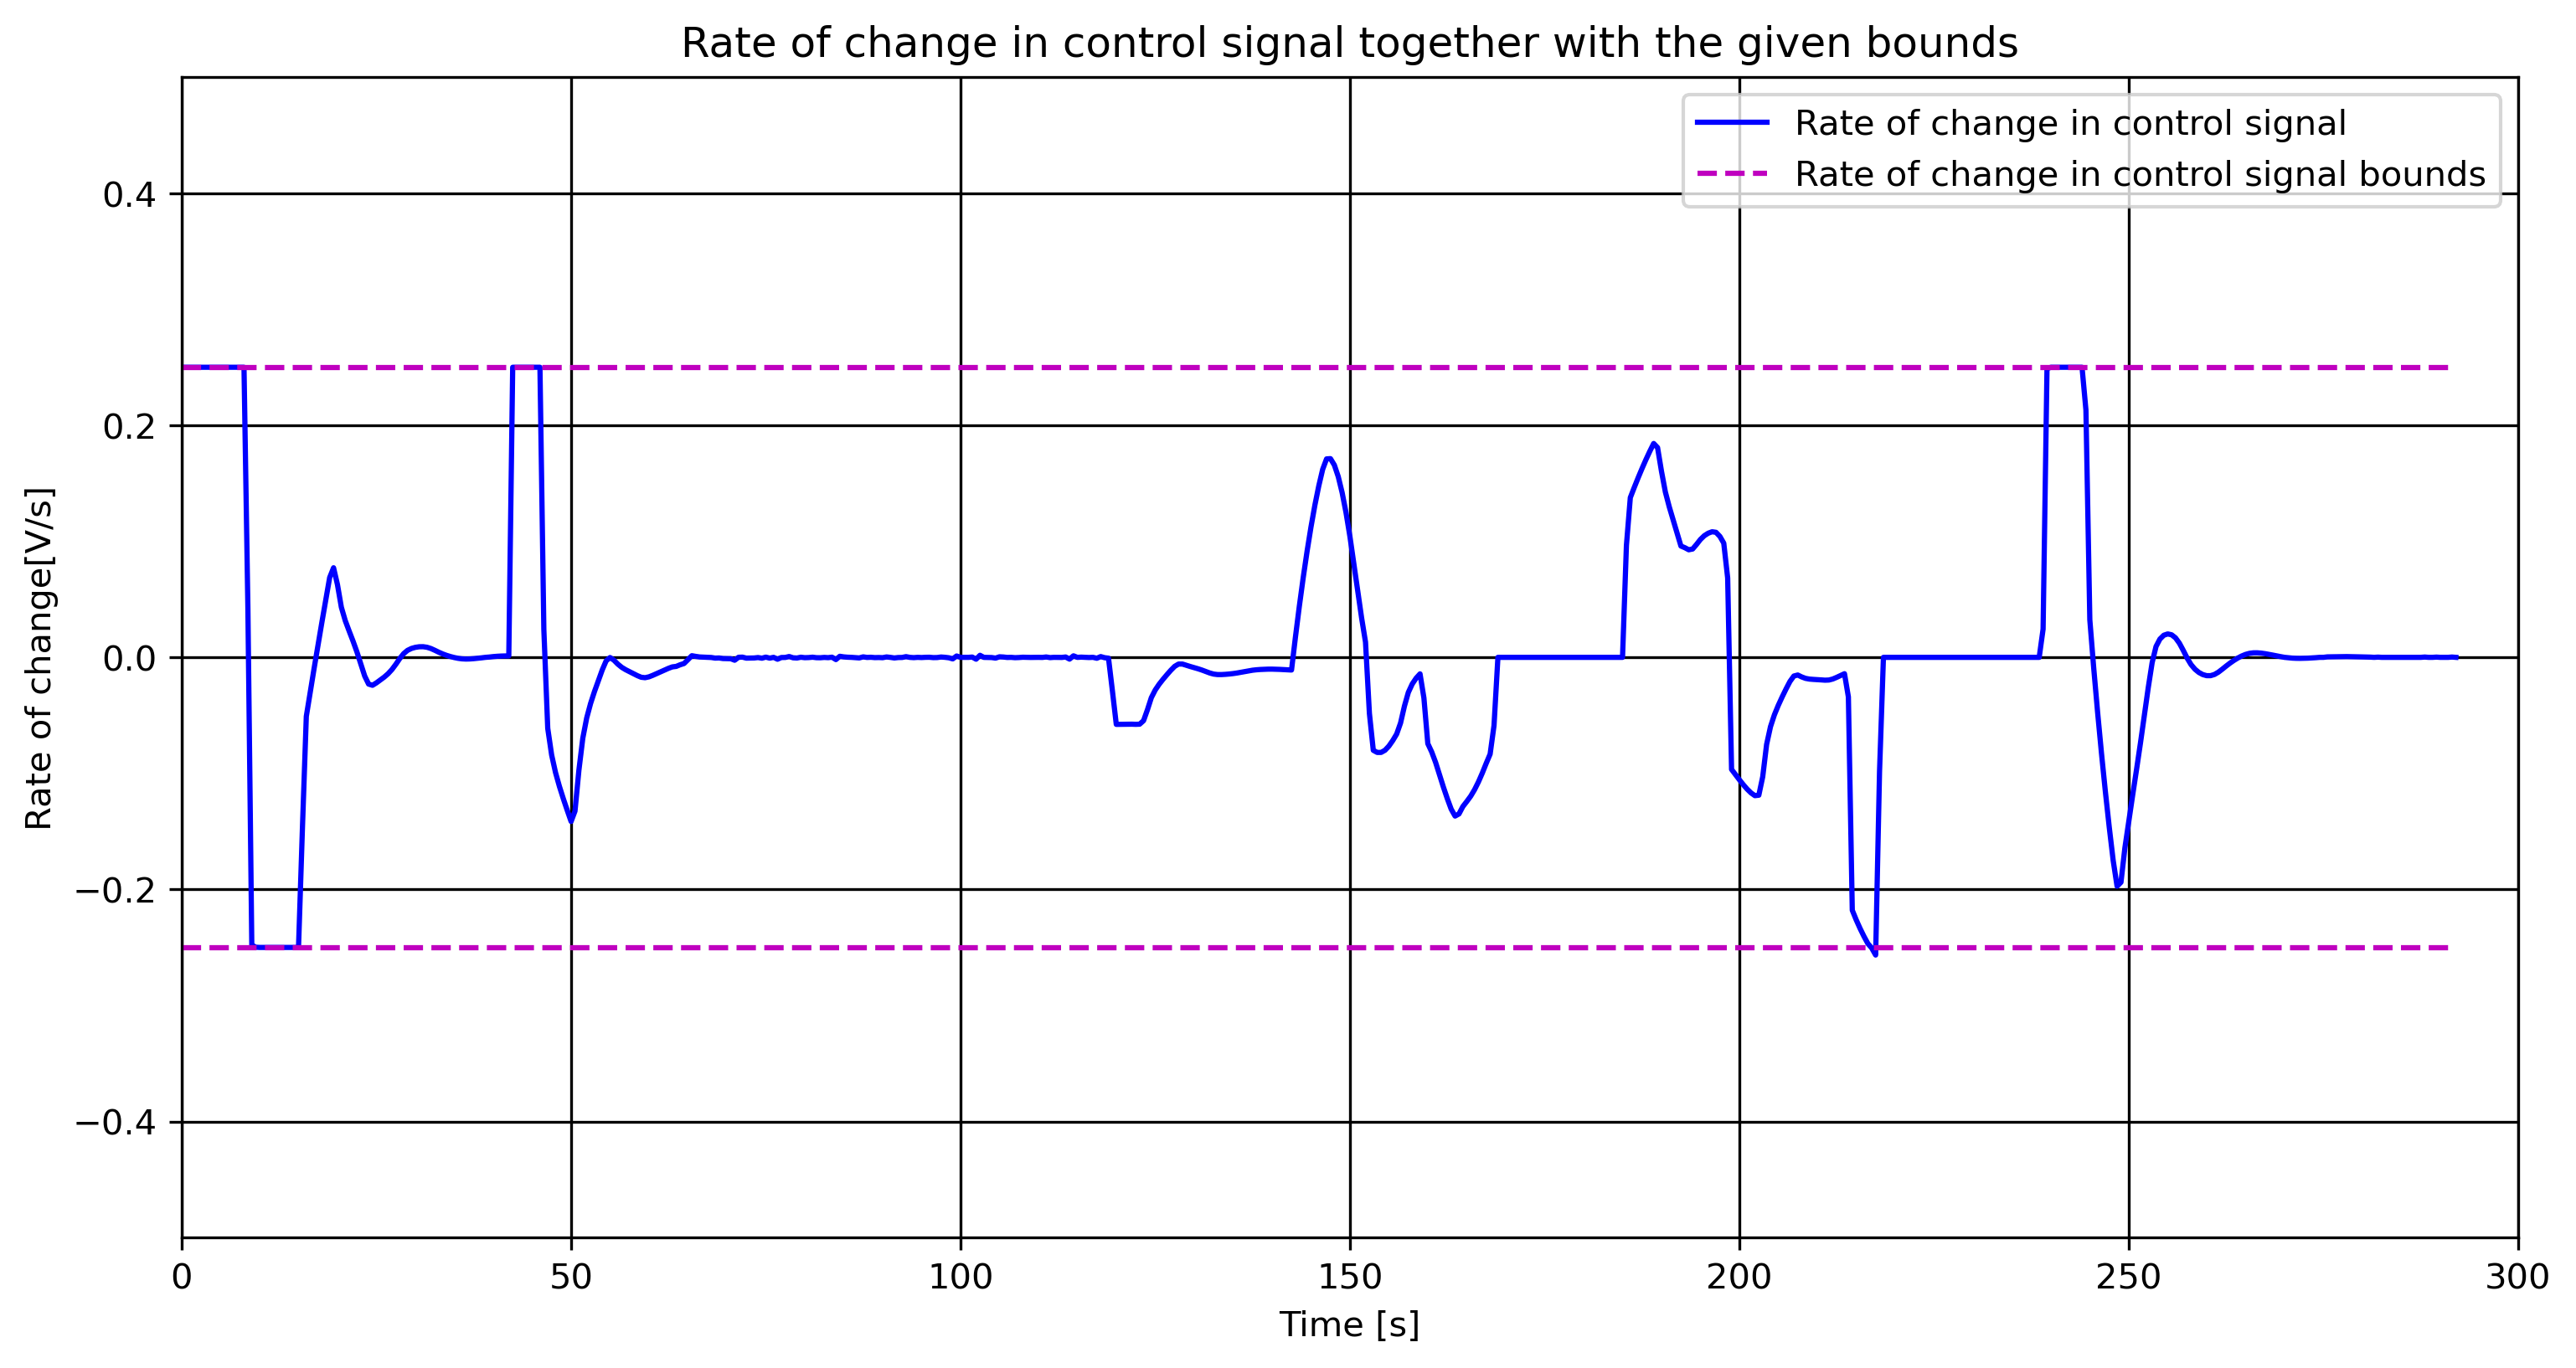 Rate of change in control signal together with the given bounds
Rate of change in control signal
Rate of change in control signal bounds
Rate of change[V/s]
0.4
0.2
0.0
−0.2
−0.4
0 50 100 150 200 250 300
Time [s]